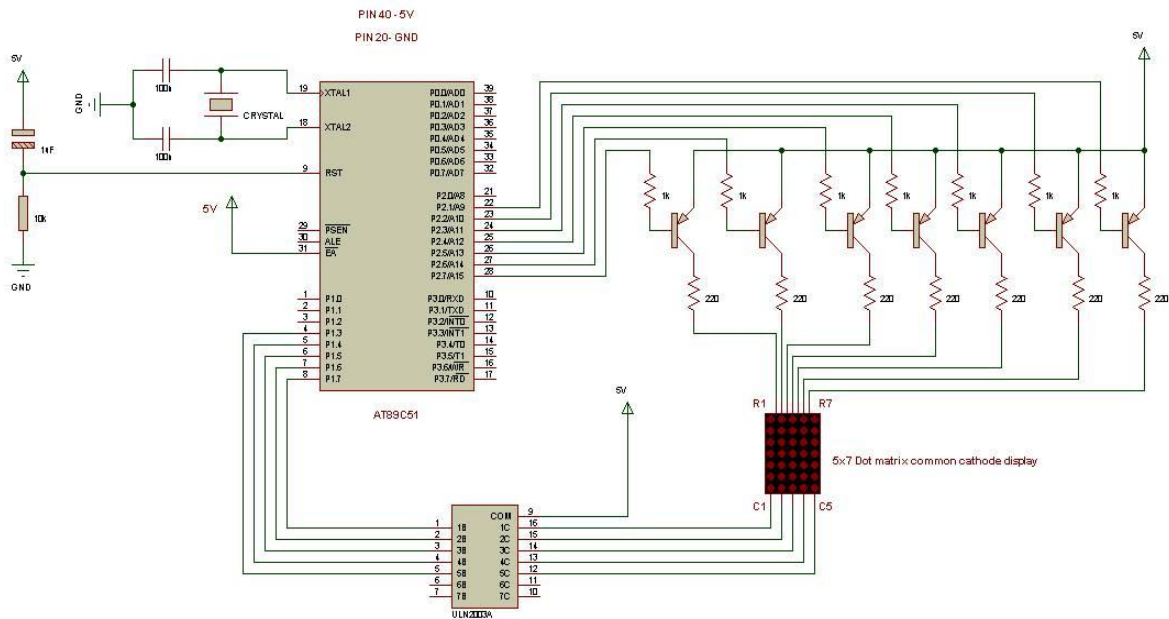 PIN40-5V
PIN20-GND
5V
5V
100n
GND
CRYSTAL
100n
1uF
10k
GND
5V
19 XTAL1 P0.0/AD0 39
P0.1/AD1 38
P0.2/AD2 37
18 XTAL2 P0.3/AD3 36
P0.4/AD4 35
P0.5/AD5 34
P0.6/AD6 33
9 RST P0.7/AD7 32
P2.0/A8 21
P2.1/A9 22
P2.2/A10 23
29 PSEN P2.3/A11 24
30 ALE P2.4/A12 25
31 EA P2.5/A13 26
P2.6/A14 27
P2.7/A15 28
1 P1.0 P3.0/RXD 10
2 P1.1 P3.1/TXD 11
3 P1.2 P3.2/INT0 12
4 P1.3 P3.3/INT1 13
5 P1.4 P3.4/T0 14
6 P1.5 P3.5/T1 15
7 P1.6 P3.6/WR 16
8 P1.7 P3.7/RD 17
AT89C51
1k 1k 1k 1k 1k 1k 1k
220 220 220 220 220 220 220
5V
R1 R7
5x7 Dot matrix common cathode display
C1 C5
COM 9
1 1B 1C 16
2 2B 2C 15
3 3B 3C 14
4 4B 4C 13
5 5B 5C 12
6 6B 6C 11
7 7B 7C 10
ULN2003A